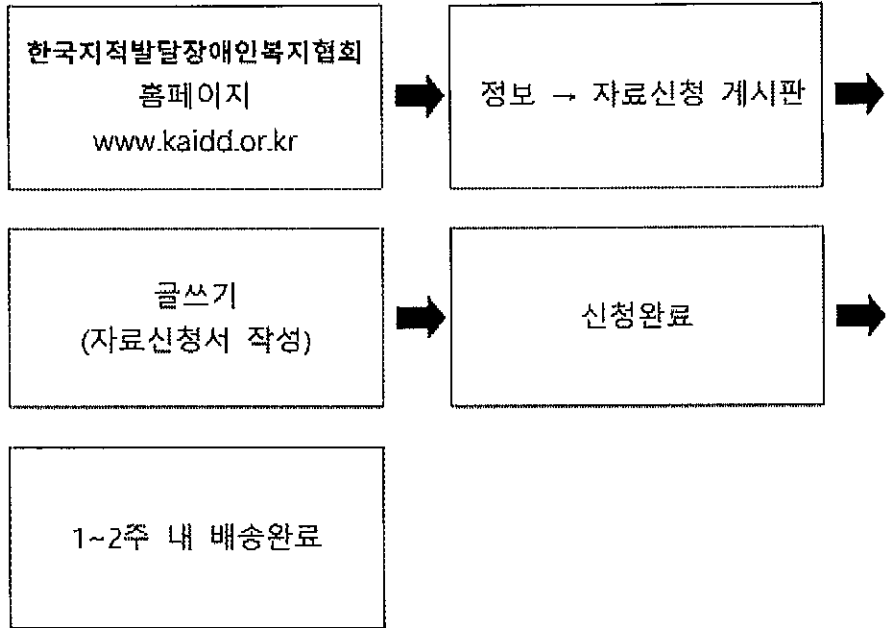 한국지적발달장애인복지협회
홈페이지
www.kaidd.or.kr
정보 → 자료신청 게시판
글쓰기
(자료신청서 작성)
신청완료
1~2주 내 배송완료